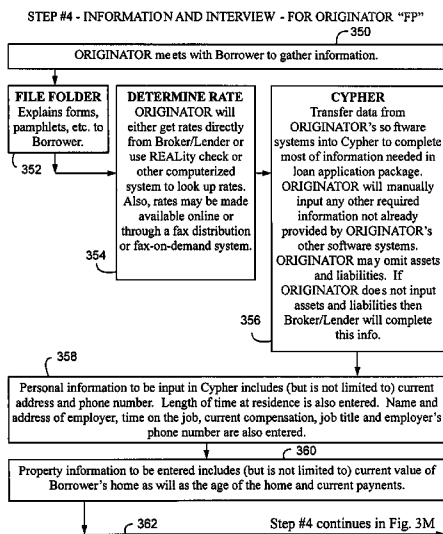 STEP #4 - INFORMATION AND INTERVIEW - FOR ORIGINATOR "FP"
350
ORIGINATOR meets with Borrower to gather information.
FILE FOLDER
Explains forms,
pamphlets, etc. to
Borrower.
352
DETERMINE RATE
ORIGINATOR will
either get rates directly
from Broker/Lender or
use REALity check or
other computerized
system to look up rates.
Also, rates may be made
available online or
through a fax distribution
or fax-on-demand system.
354
CYPHER
Transfer data from
ORIGINATOR's so ftware
systems into Cypher to complete
most of information needed in
loan application package.
ORIGINATOR will manually
input any other required
information not already
provided by ORIGINATOR's
other software systems.
ORIGINATOR may omit assets
and liabilities. If
ORIGINATOR does not input
assets and liabilities then
Broker/Lender will complete
this info.
356
358
Personal information to be input in Cypher includes (but is not limited to) current
address and phone number. Length of time at residence is also entered. Name and
address of employer, time on the job, current compensation, job title and employer's
phone number are also entered.
360
Property information to be entered includes (but is not limited to) current value of
Borrower's home as will as the age of the home and current paynents.
362
Step #4 continues in Fig. 3M